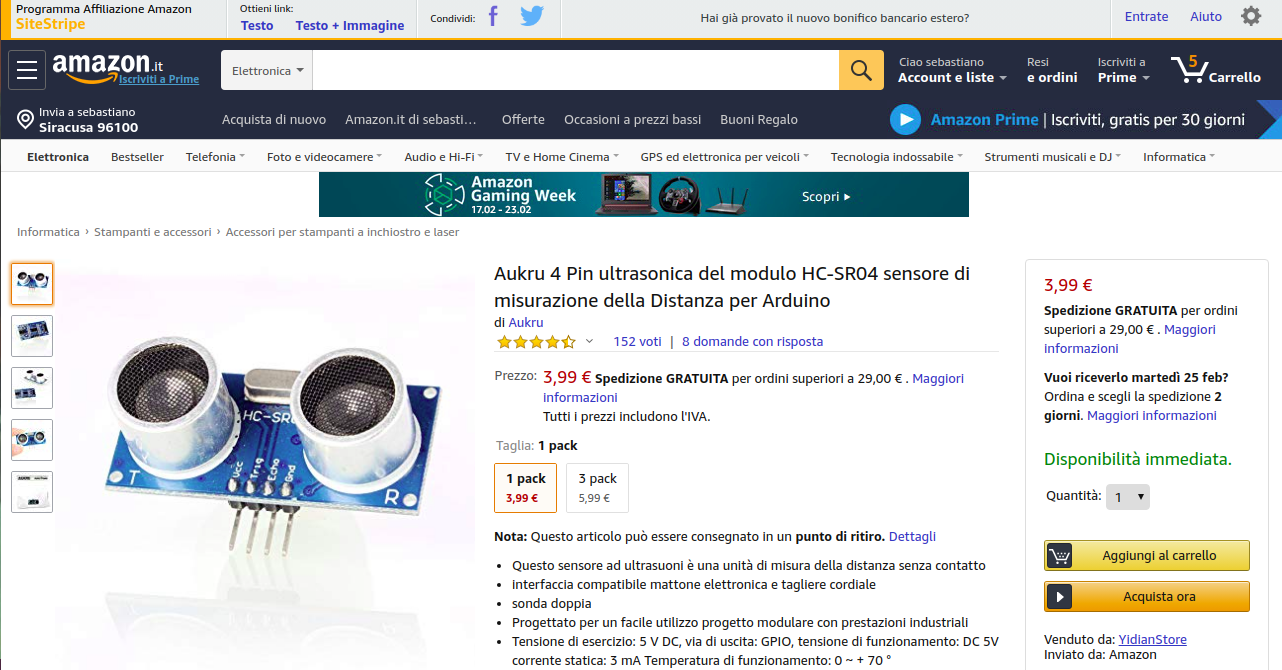 Programma Affiliazione Amazon
SiteStripe
Ottieni link:
Testo Testo + Immagine
Condividi:
Hai già provato il nuovo bonifico bancario estero?
Entrate Aiuto
amazon.it
Iscriviti a Prime
Elettronica
Ciao sebastiano
Account e liste
Resi
e ordini
Iscriviti a
Prime
5
Carrello
Invia a sebastiano
Siracusa 96100
Acquista di nuovo Amazon.it di sebasti... Offerte Occasioni a prezzi bassi Buoni Regalo
Amazon Prime | Iscriviti, gratis per 30 giorni
Elettronica Bestseller Telefonia Foto e videocamere Audio e Hi-Fi TV e Home Cinema GPS ed elettronica per veicoli Tecnologia indossabile Strumenti musicali e DJ Informatica
Amazon
Gaming Week
17.02 - 23.02
Scopri
Informatica › Stampanti e accessori › Accessori per stampanti a inchiostro e laser
HC-SR
T
Vcc
Trig
Echo
Gnd
R
Aukru 4 Pin ultrasonica del modulo HC-SR04 sensore di
misurazione della Distanza per Arduino
di Aukru
152 voti | 8 domande con risposta
Prezzo: 3,99 € Spedizione GRATUITA per ordini superiori a 29,00 € . Maggiori
informazioni
Tutti i prezzi includono l'IVA.
Taglia: 1 pack
1 pack
3,99 €
3 pack
5,99 €
Nota: Questo articolo può essere consegnato in un punto di ritiro. Dettagli
• Questo sensore ad ultrasuoni è una unità di misura della distanza senza contatto
• interfaccia compatibile mattone elettronica e tagliere cordiale
• sonda doppia
• Progettato per un facile utilizzo progetto modulare con prestazioni industriali
• Tensione di esercizio: 5 V DC, via di uscita: GPIO, tensione di funzionamento: DC 5V
corrente statica: 3 mA Temperatura di funzionamento: 0 ~ + 70 °
3,99 €
Spedizione GRATUITA per ordini
superiori a 29,00 € . Maggiori
informazioni
Vuoi riceverlo martedì 25 feb?
Ordina e scegli la spedizione 2
giorni. Maggiori informazioni
Disponibilità immediata.
Quantità: 1
Aggiungi al carrello
Acquista ora
Venduto da: YidianStore
Inviato da: Amazon